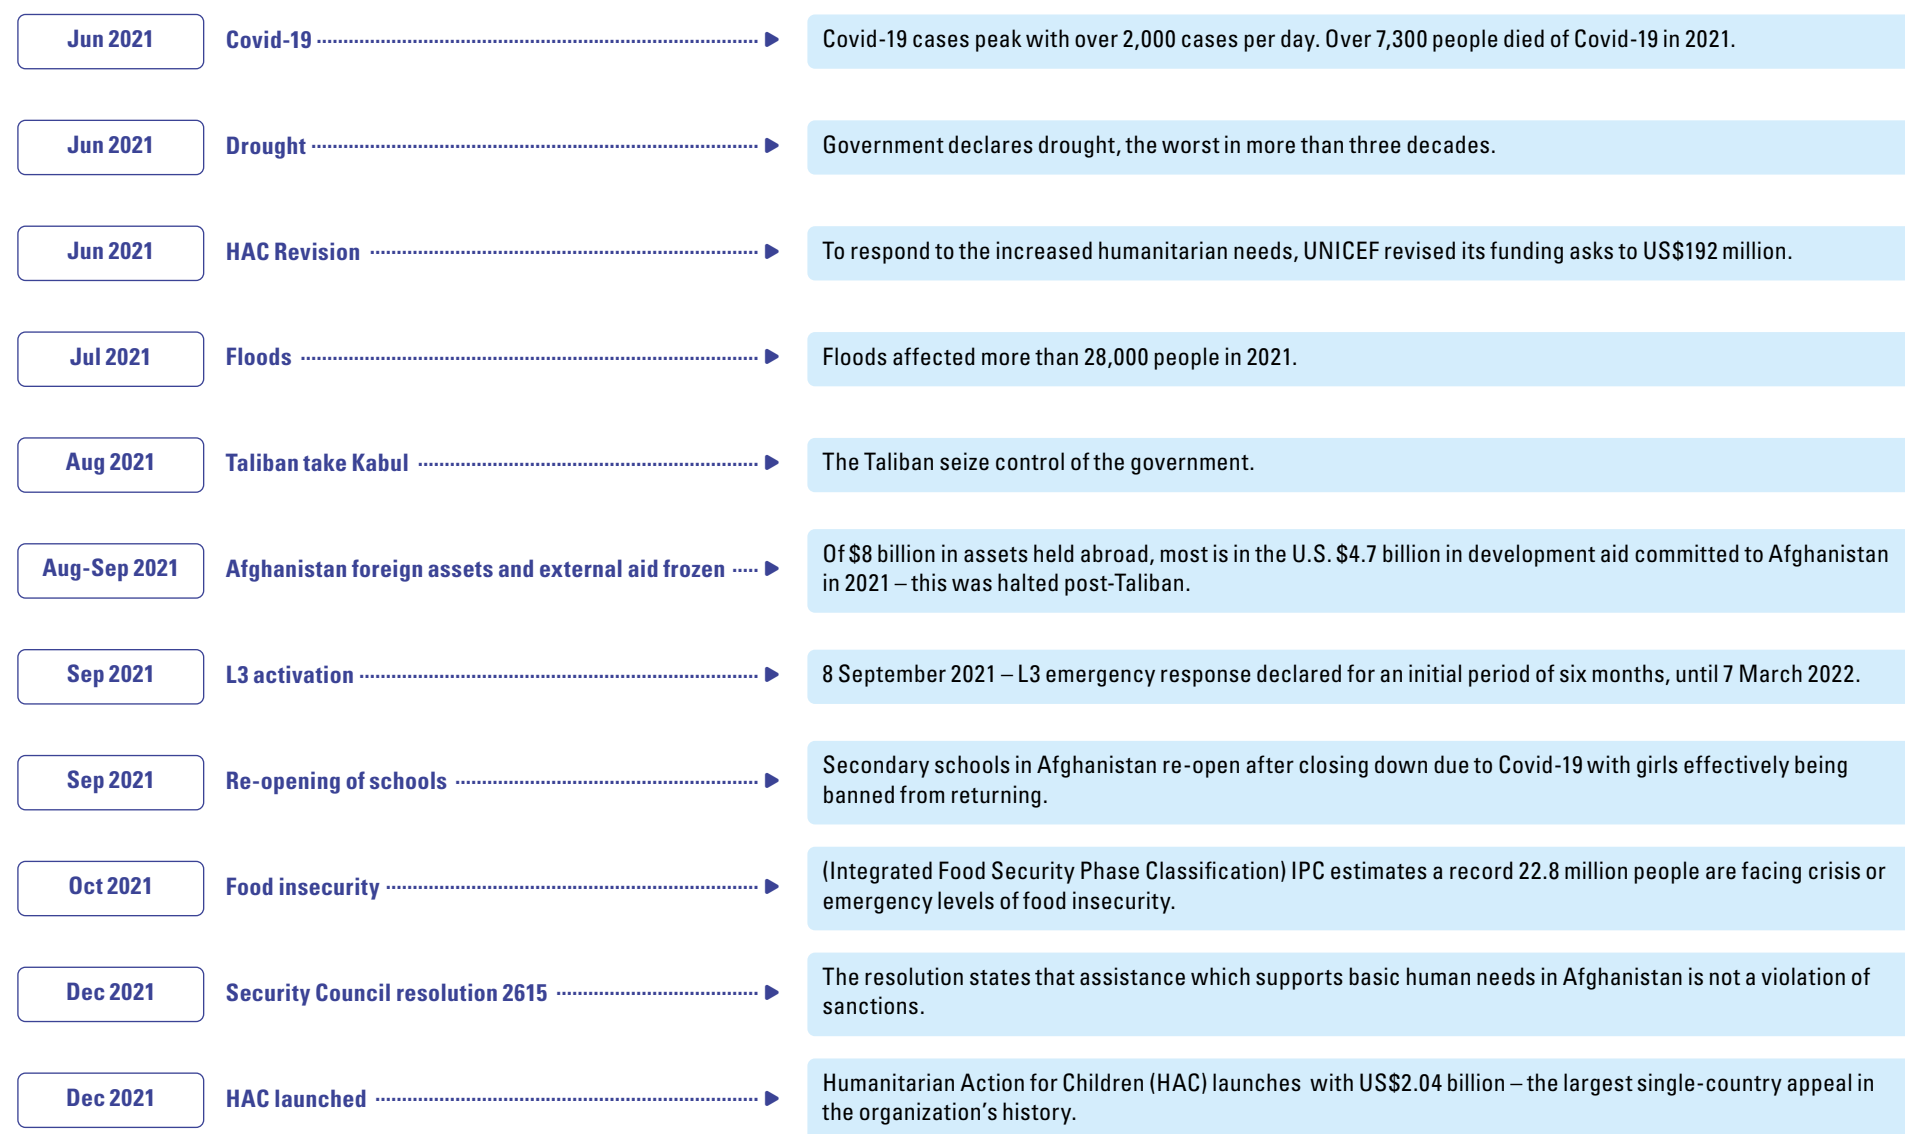 Jun 2021
Covid-19
Covid-19 cases peak with over 2,000 cases per day. Over 7,300 people died of Covid-19 in 2021.
Jun 2021
Drought
Government declares drought, the worst in more than three decades.
Jun 2021
HAC Revision
To respond to the increased humanitarian needs, UNICEF revised its funding asks to US$192 million.
Jul 2021
Floods
Floods affected more than 28,000 people in 2021.
Aug 2021
Taliban take Kabul
The Taliban seize control of the government.
Aug-Sep 2021
Afghanistan foreign assets and external aid frozen
Of $8 billion in assets held abroad, most is in the U.S. $4.7 billion in development aid committed to Afghanistan
in 2021 – this was halted post-Taliban.
Sep 2021
L3 activation
8 September 2021 – L3 emergency response declared for an initial period of six months, until 7 March 2022.
Sep 2021
Re-opening of schools
Secondary schools in Afghanistan re-open after closing down due to Covid-19 with girls effectively being
banned from returning.
Oct 2021
Food insecurity
(Integrated Food Security Phase Classification) IPC estimates a record 22.8 million people are facing crisis or
emergency levels of food insecurity.
Dec 2021
Security Council resolution 2615
The resolution states that assistance which supports basic human needs in Afghanistan is not a violation of
sanctions.
Dec 2021
HAC launched
Humanitarian Action for Children (HAC) launches with US$2.04 billion – the largest single-country appeal in
the organization's history.